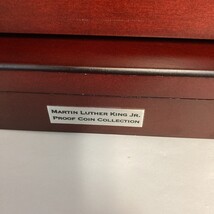 Martin Luther King Jr.
Proof Coin Collection